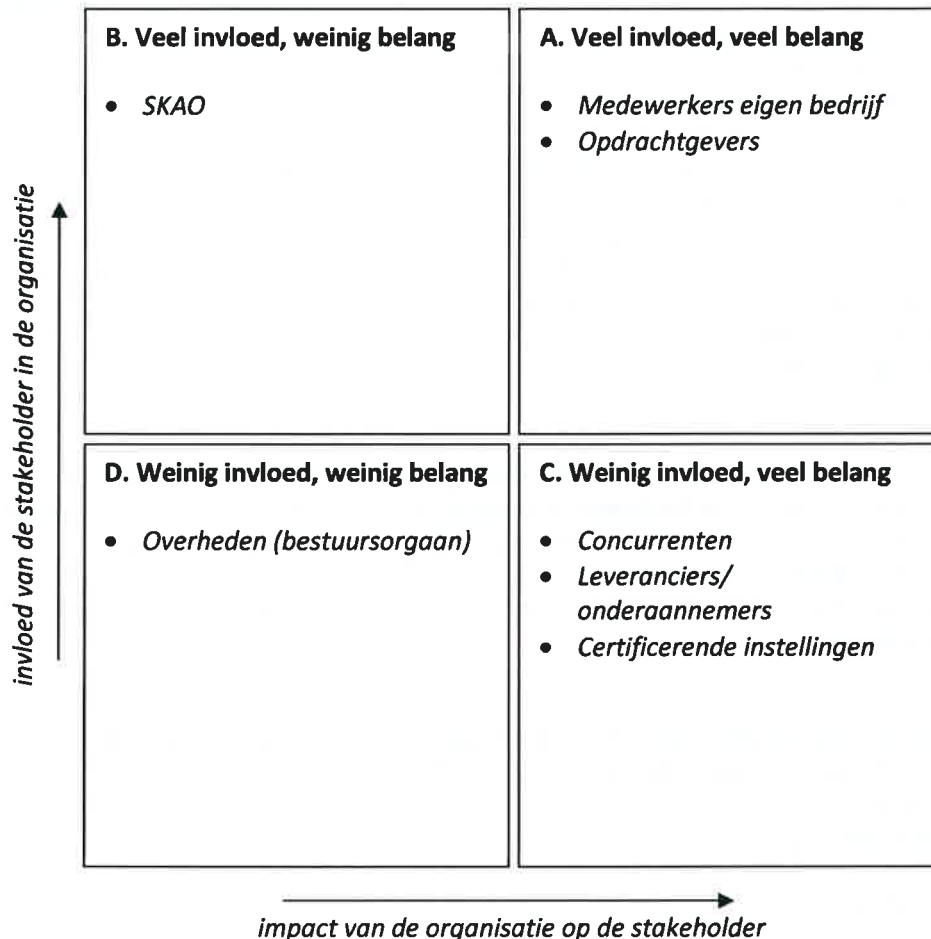 B. Veel invloed, weinig belang
• SKAO
A. Veel invloed, veel belang
• Medewerkers eigen bedrijf
• Opdrachtgevers
invloed van de stakeholder in de organisatie
D. Weinig invloed, weinig belang
• Overheden (bestuursorgaan)
C. Weinig invloed, veel belang
• Concurrenten
• Leveranciers/
onderaannemers
• Certificerende instellingen
impact van de organisatie op de stakeholder